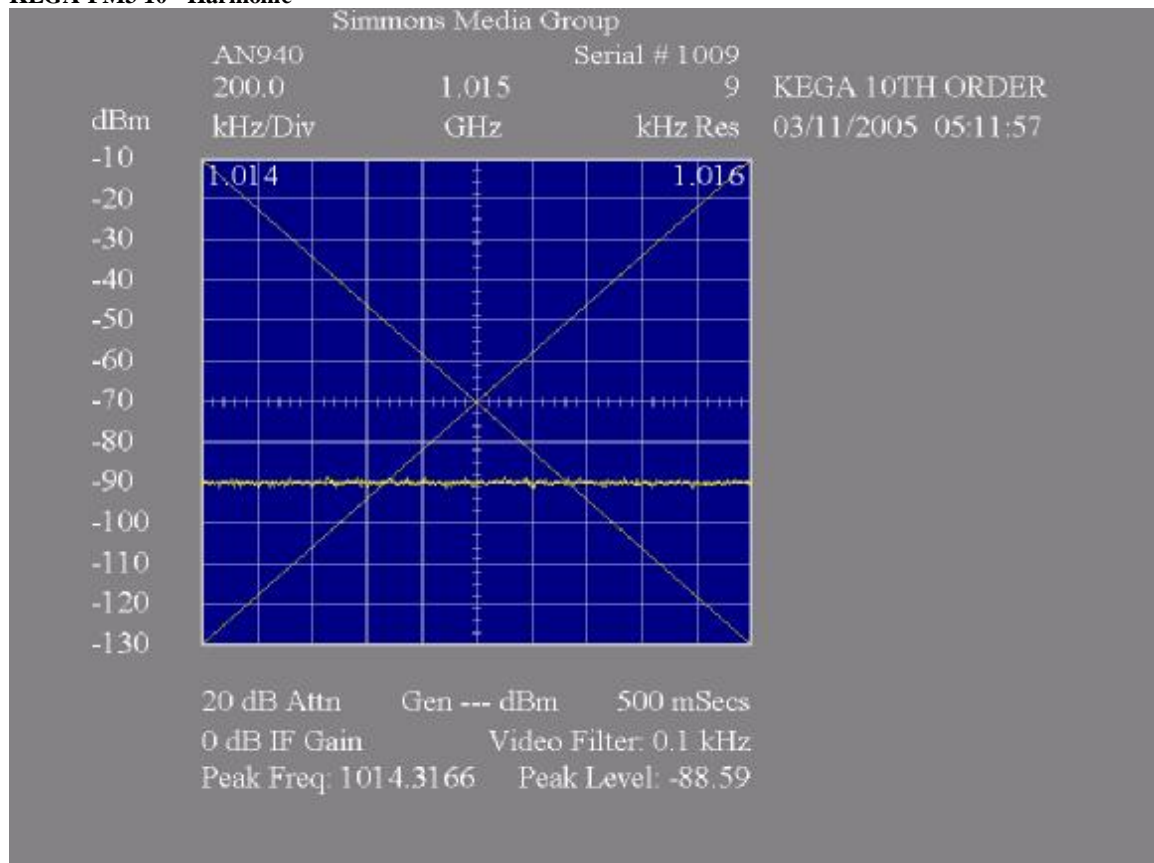 Simmons Media Group
AN940 Serial # 1009
200.0 1.015 9 KEGA 10TH ORDER
dBm kHz/Div GHz kHz Res 03/11/2005 05:11:57
-10
1.014 1.016
-20
-30
-40
-50
-60
-70
-80
-90
-100
-110
-120
-130
20 dB Attn Gen --- dBm 500 mSecs
0 dB IF Gain Video Filter: 0.1 kHz
Peak Freq: 1014.3166 Peak Level: -88.59